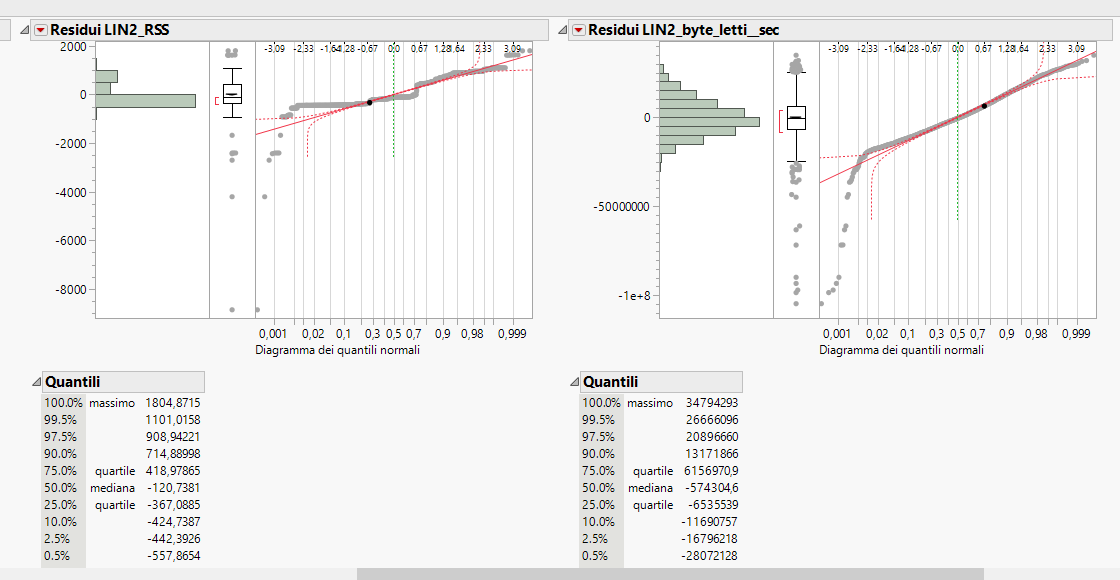 Residui LIN2_RSS
2000
0
-2000
-4000
-6000
-8000
-3.09 -2.33 -1.64 -1.28 -0.67 0.0 0.67 1.28 1.64 2.33 3.09
0,001 0,02 0,1 0,3 0,5 0,7 0,9 0,98 0,999
Diagramma dei quantili normali
Quantili
100.0% massimo 1804,8715
99.5% 1101,0158
97.5% 908,94221
90.0% 714,88998
75.0% quartile 418,97865
50.0% mediana -120,7381
25.0% quartile -367,0885
10.0% -424,7387
2.5% -442,3926
0.5% -557,8654
Residui LIN2_byte_letti__sec
0
-50000000
-1e+8
-3.09 -2.33 -1.64 -1.28 -0.67 0.0 0.67 1.28 1.64 2.33 3.09
0,001 0,02 0,1 0,3 0,5 0,7 0,9 0,98 0,999
Diagramma dei quantili normali
Quantili
100.0% massimo 34794293
99.5% 26666096
97.5% 20896660
90.0% 13171866
75.0% quartile 6156970,9
50.0% mediana -574304,6
25.0% quartile -6535539
10.0% -11690757
2.5% -16796218
0.5% -28072128